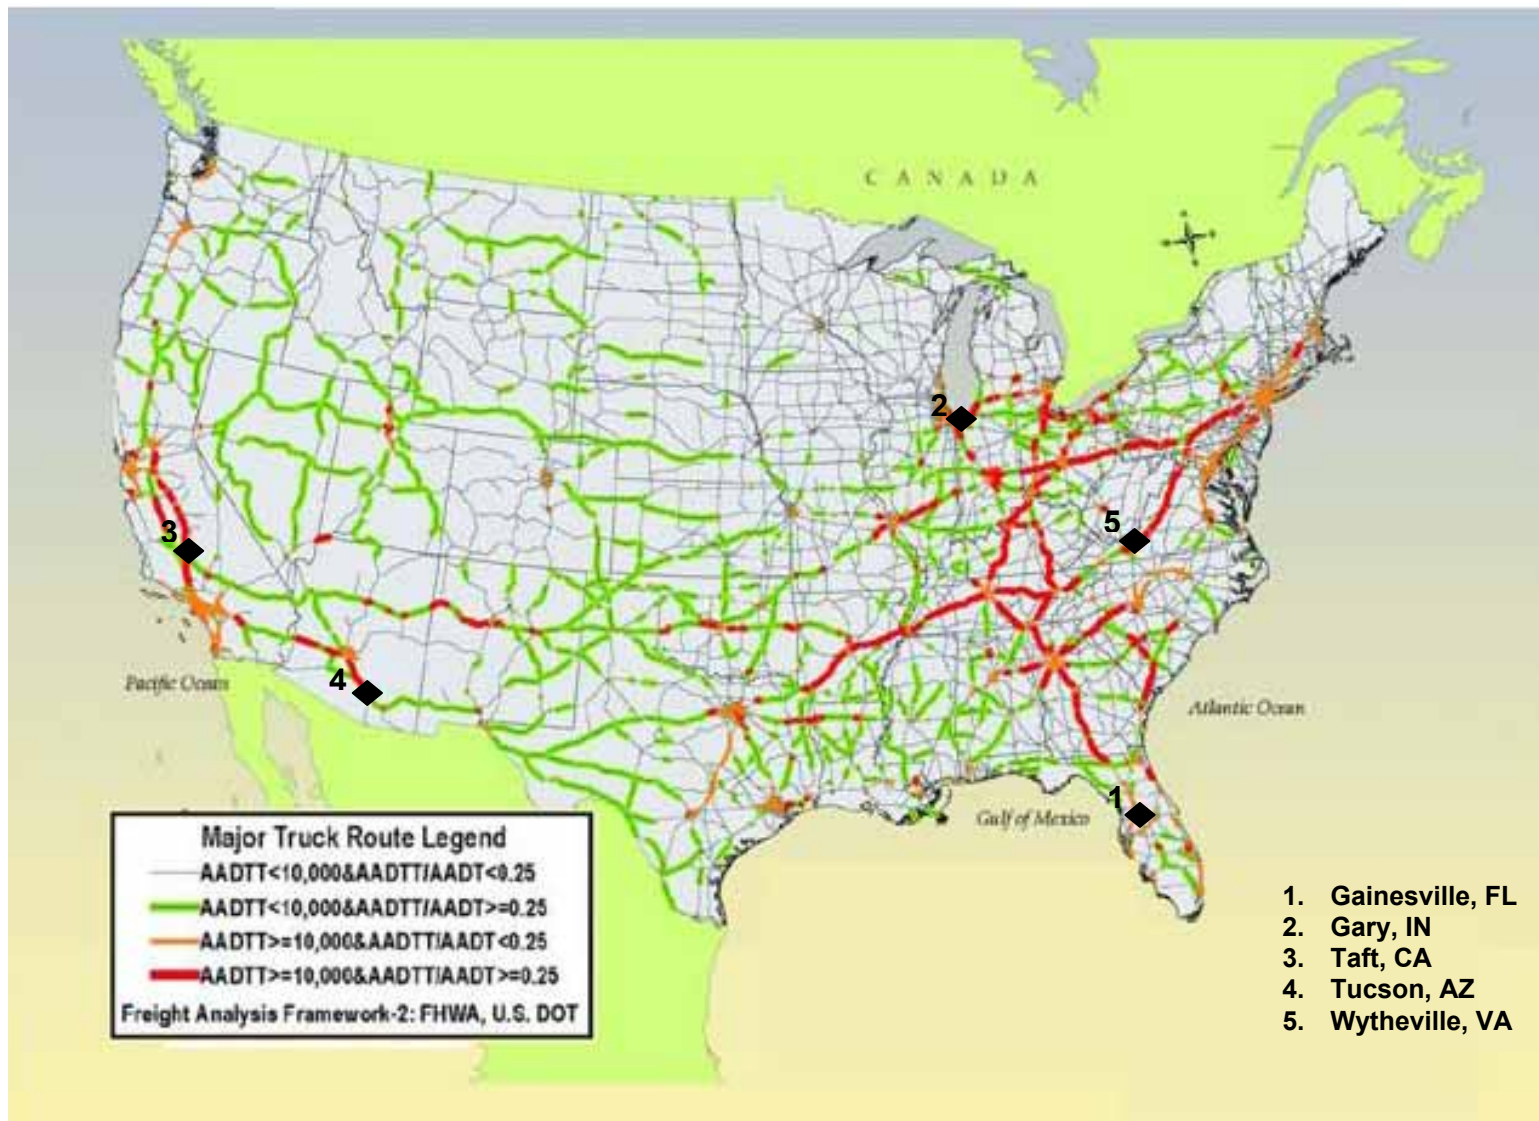 CANADA
2
3
5
4
Pacific Ocean
Atlantic Ocean
1
Gulf of Mexico
Major Truck Route Legend
AADTT<10,000&AADTT/AADT<0.25
AADTT<10,000&AADTT/AADT>=0.25
AADTT>=10,000&AADTT/AADT<0.25
AADTT>=10,000&AADTT/AADT>=0.25
Freight Analysis Framework-2: FHWA, U.S. DOT
1. Gainesville, FL
2. Gary, IN
3. Taft, CA
4. Tucson, AZ
5. Wytheville, VA